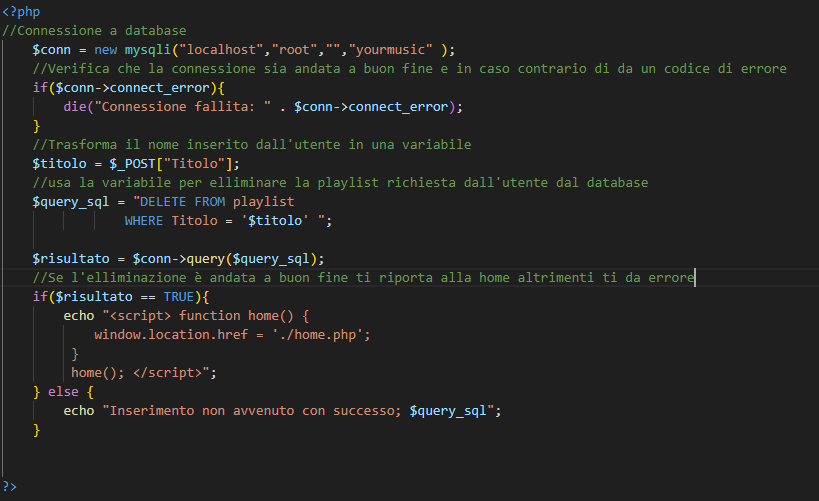 <?php
//Connessione a database
$conn = new mysqli("localhost","root","","yourmusic" );
//Verifica che la connessione sia andata a buon fine e in caso contrario di da un codice di errore
if($conn->connect_error){
die("Connessione fallita: " . $conn->connect_error);
}
//Trasforma il nome inserito dall'utente in una variabile
$titolo = $_POST["Titolo"];
//usa la variabile per elliminare la playlist richiesta dall'utente dal database
$query_sql = "DELETE FROM playlist
WHERE Titolo = '$titolo' ";
$risultato = $conn->query($query_sql);
//Se l'elliminazione è andata a buon fine ti riporta alla home altrimenti ti da errore
if($risultato == TRUE){
echo "<script> function home() {
window.location.href = './home.php';
}
home(); </script>";
} else {
echo "Inserimento non avvenuto con successo; $query_sql";
}
?>